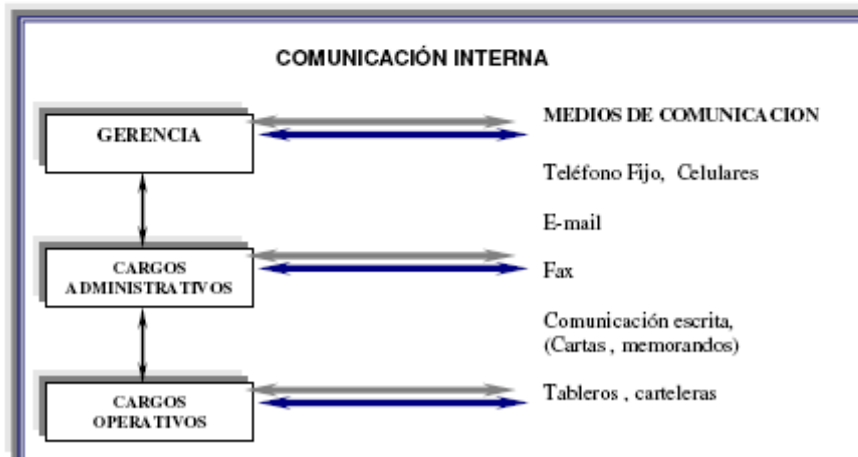 COMUNICACIÓN INTERNA
GERENCIA
MEDIOS DE COMUNICACION
Teléfono Fijo, Celulares
E-mail
CARGOS
ADMINISTRATIVOS
Fax
Comunicación escrita,
(Cartas , memorandos)
CARGOS
OPERATIVOS
Tableros , carteleras